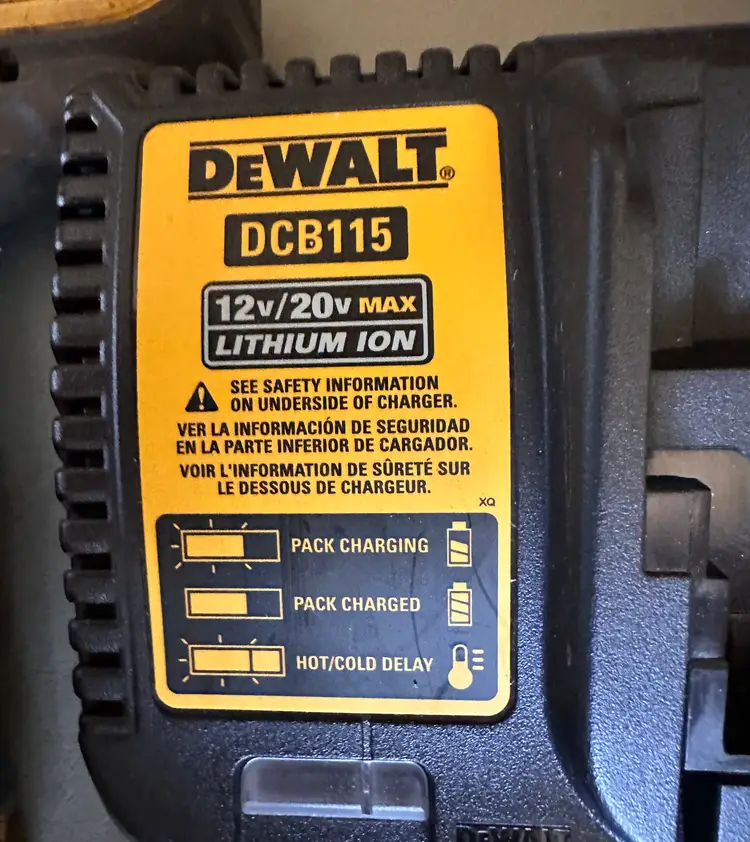 DEWALT®
DCB115
12V/20V MAX
LITHIUM ION
SEE SAFETY INFORMATION
ON UNDERSIDE OF CHARGER.
VER LA INFORMACIÓN DE SEGURIDAD
EN LA PARTE INFERIOR DE CARGADOR.
VOIR L'INFORMATION DE SÛRETÉ SUR
LE DESSOUS DE CHARGEUR.
XQ
PACK CHARGING
PACK CHARGED
HOT/COLD DELAY
DEWALT